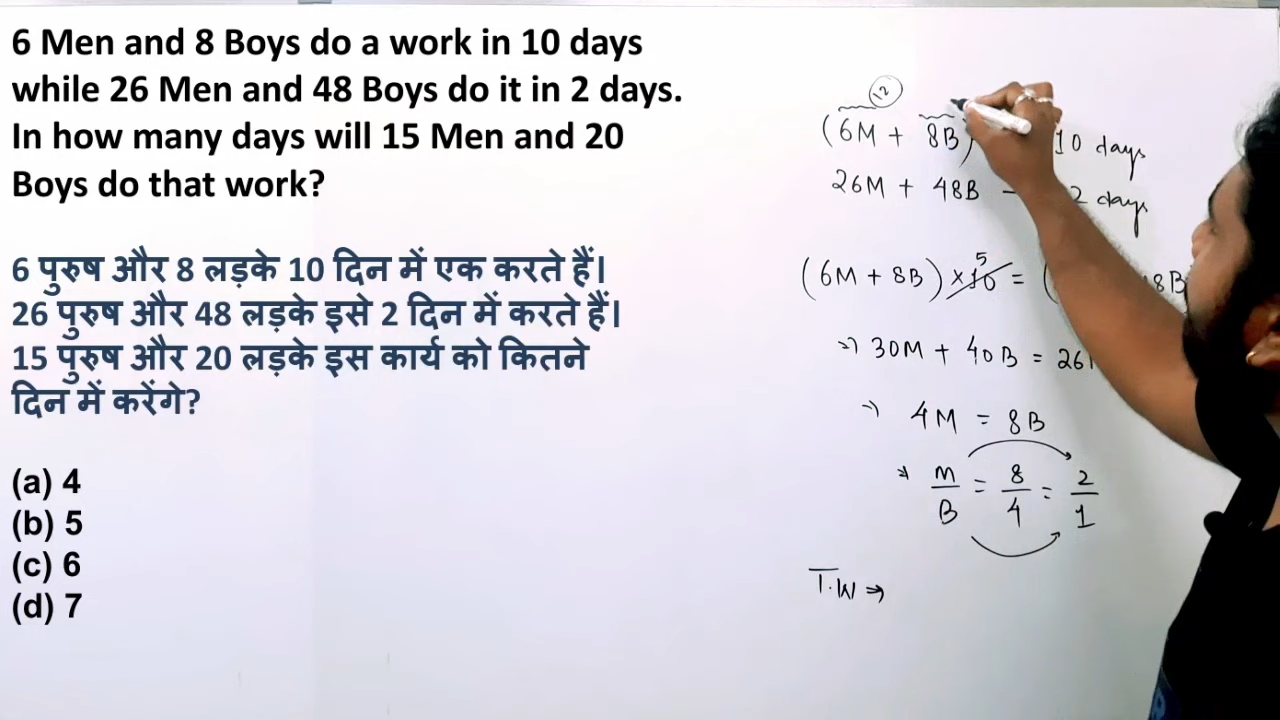 6 Men and 8 Boys do a work in 10 days
while 26 Men and 48 Boys do it in 2 days.
In how many days will 15 Men and 20
Boys do that work?
6 पुरुष और 8 लड़के 10 दिन में एक करते हैं।
26 पुरुष और 48 लड़के इसे 2 दिन में करते हैं।
15 पुरुष और 20 लड़के इस कार्य को कितने
दिन में करेंगे?
(a) 4
(b) 5
(c) 6
(d) 7
12
(6M + 8B) 10 days
26M + 48B - 2 days
5
(6M + 8B) × 10 = ( 8B
⇒ 30M + 40B = 26
⇒ 4M = 8B
⇒ M/B = 8/4 = 2/1
T.W ⇒